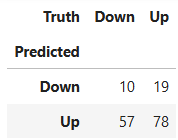 Truth Down Up
Predicted
Down 10 19
Up 57 78